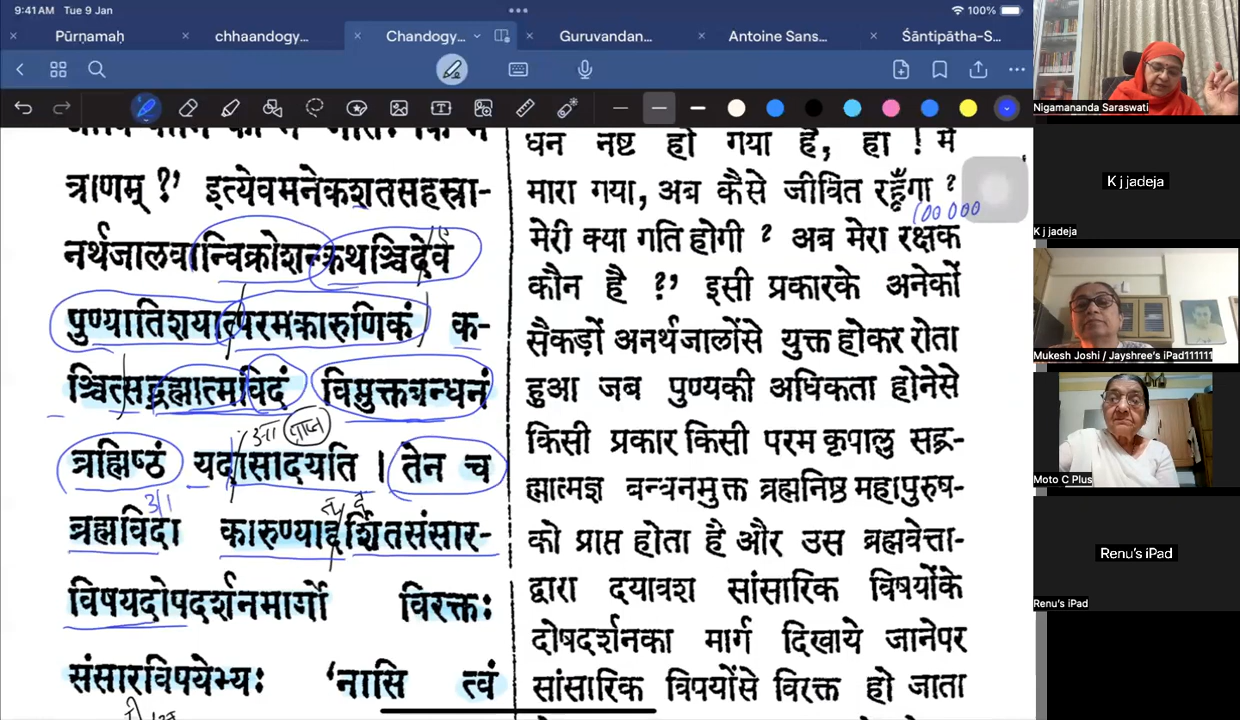 9:41 AM Tue 9 Jan
100%
Pūrṇamaḥ
chhaandogy...
Chandogy...
Guruvandan...
Antoine Sans...
Śāntipātha-S...
त्राणम् ?’ इत्येवमनेकशतसहस्रा-
नर्थजालवान्विक्रोशन्कथञ्चिदेव
पुण्यातिशयात्परमकारुणिकं क-
ञ्चित्सद्ब्रह्मात्मविदं विमुक्तबन्धनं
ब्रह्मिष्ठं यदासादयति । तेन च
ब्रह्मविदा कारुण्याद्दर्शितसंसार-
विषयदोषदर्शनमार्गो विरक्तः
संसारविषयेभ्यः ‘नासि त्वं
प्राप्त
धन नष्ट हो गया है, हा ! मैं
मारा गया, अब कैसे जीवित रहूँगा ?
100 000
मेरी क्या गति होगी ? अब मेरा रक्षक
कौन है ?’ इसी प्रकारके अनेकों
सैकड़ों अनर्थजालोंसे युक्त होकर रोता
हुआ जब पुण्यकी अधिकता होनेसे
किसी प्रकार किसी परम कृपालु सद्ब्र-
ह्मात्मज्ञ बन्धनमुक्त ब्रह्मनिष्ठ महापुरुष-
को प्राप्त होता है और उस ब्रह्मवेत्ता-
द्वारा दयावश सांसारिक विषयोंके
दोषदर्शनका मार्ग दिखाये जानेपर
सांसारिक विषयोंसे विरक्त हो जाता
Nigamananda Saraswati
K j jadeja
K j jadeja
Mukesh Joshi / Jayshree's iPad111111
Moto C Plus
Renu's iPad
Renu's iPad